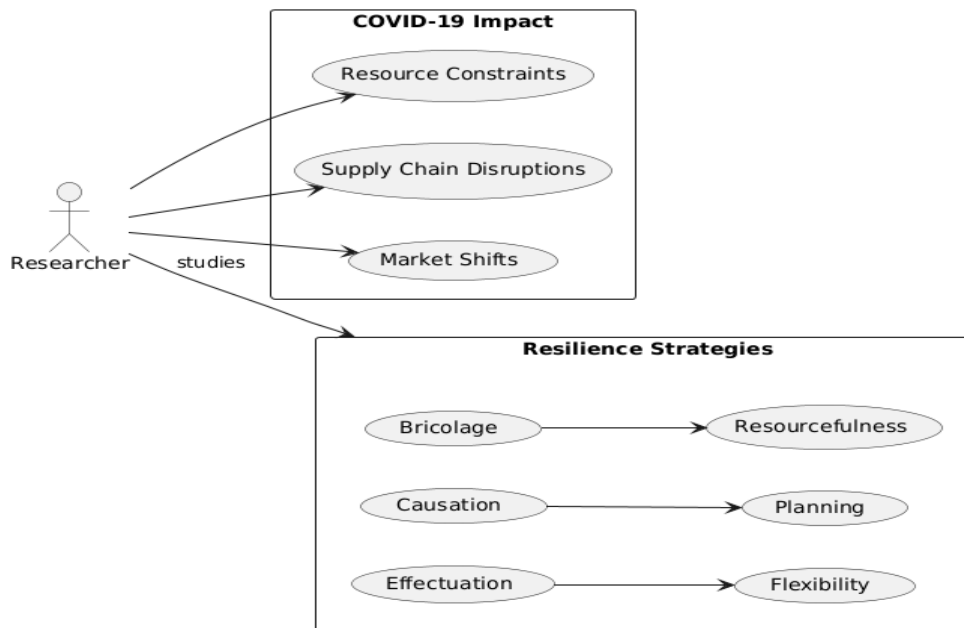 COVID-19 Impact
Resource Constraints
Supply Chain Disruptions
Market Shifts
Researcher
studies
Resilience Strategies
Bricolage
Resourcefulness
Causation
Planning
Effectuation
Flexibility